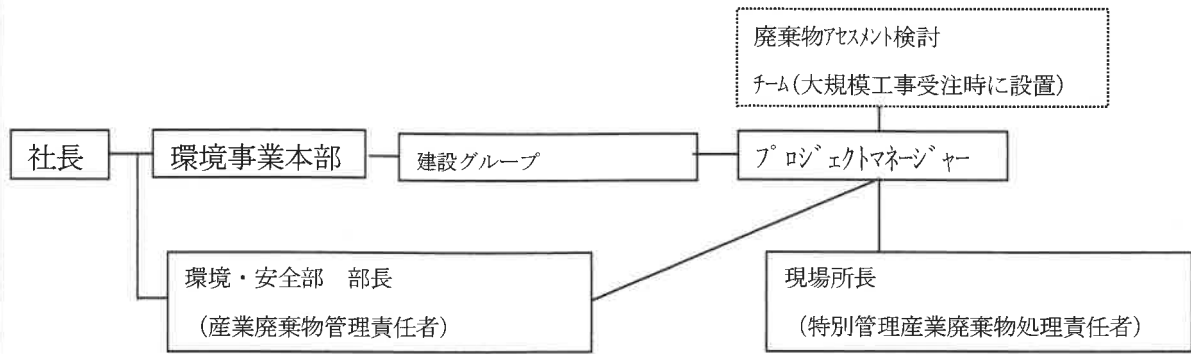 廃棄物ｱｾｽﾒﾝﾄ検討
ﾁｰﾑ(大規模工事受注時に設置)
社長
環境事業本部
建設グループ
ﾌﾟﾛｼﾞｪｸﾄﾏﾈｰｼﾞｬｰ
環境・安全部　部長
(産業廃棄物管理責任者)
現場所長
(特別管理産業廃棄物処理責任者)